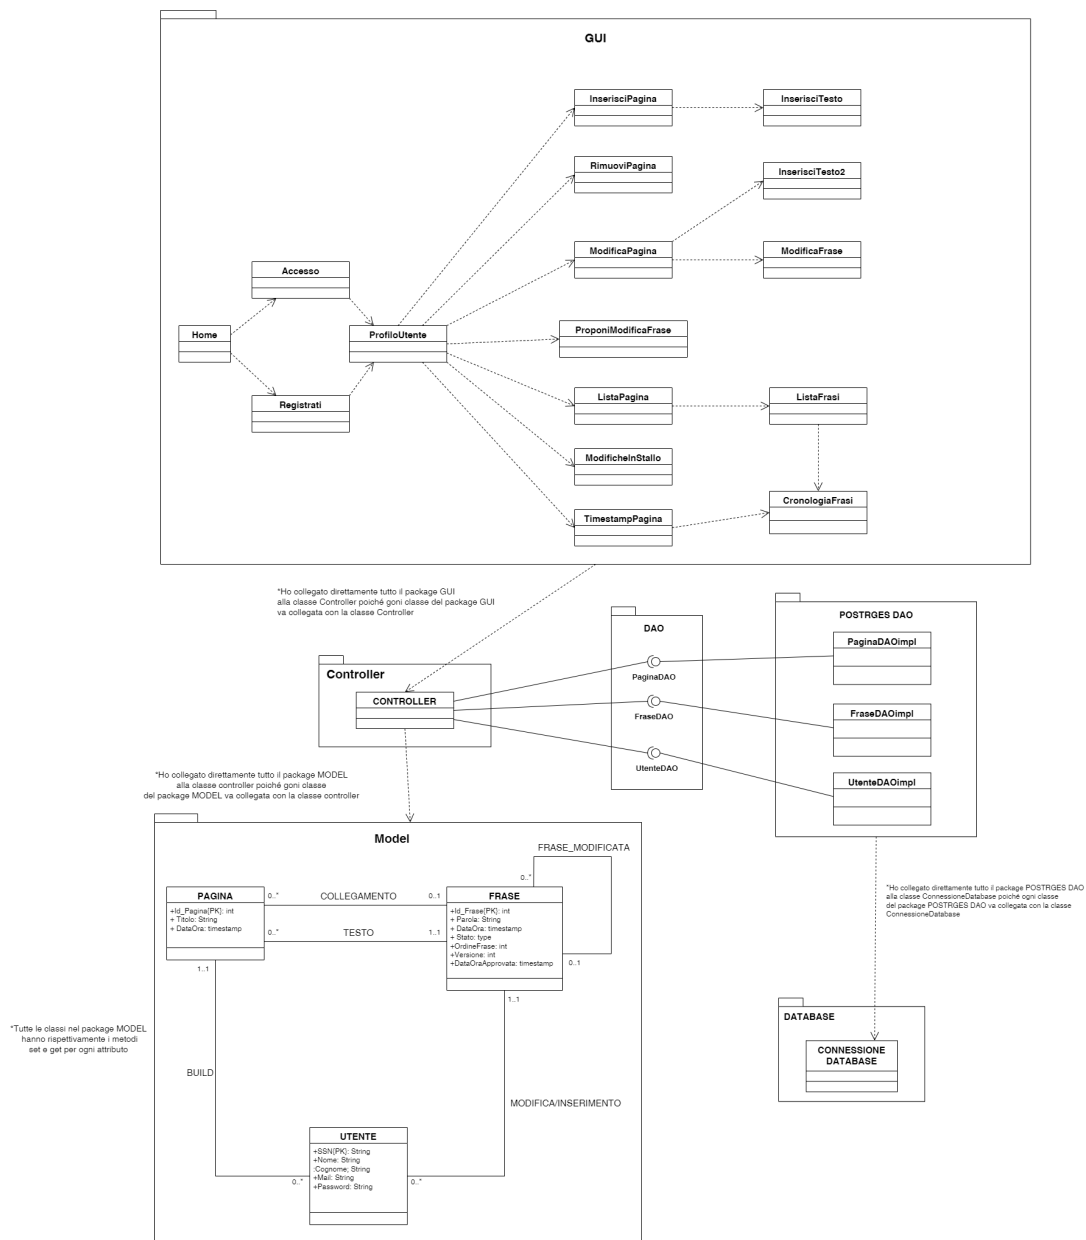 GUI
InserisciPagina
InserisciTesto
RimuoviPagina
InserisciTesto2
ModificaPagina
ModificaFrase
Accesso
Home
ProfiloUtente
ProponiModificaFrase
Registrati
ListaPagina
ListaFrasi
ModificheInStallo
CronologiaFrasi
TimestampPagina
*Ho collegato direttamente tutto il package GUI
alla classe Controller poiché goni classe del package GUI
va collegata con la classe Controller
DAO
POSTRGES DAO
PaginaDAOimpl
Controller
PaginaDAO
CONTROLLER
FraseDAO
FraseDAOimpl
UtenteDAO
UtenteDAOimpl
*Ho collegato direttamente tutto il package MODEL
alla classe controller poiché goni classe
del package MODEL va collegata con la classe controller
Model
FRASE_MODIFICATA
0..*
PAGINA
+Id_Pagina{PK}: int
+ Titolo: String
+ DataOra: timestamp
0..*
COLLEGAMENTO
0..1
0..*
TESTO
1..1
FRASE
+Id_Frase{PK}: int
+ Parola: String
+ DataOra: timestamp
+ Stato: type
+OrdineFrase: int
+Versione: int
+DataOraApprovata: timestamp
0..1
1..1
1..1
*Ho collegato direttamente tutto il package POSTRGES DAO
alla classe ConnessioneDatabase poiché ogni classe
del package POSTRGES DAO va collegata con la classe
ConnessioneDatabase
DATABASE
CONNESSIONE
DATABASE
*Tutte le classi nel package MODEL
hanno rispettivamente i metodi
set e get per ogni attributo
BUILD
MODIFICA/INSERIMENTO
UTENTE
+SSN{PK}: String
+Nome: String
:Cognome; String
+Mail: String
+Password: String
0..*
0..*